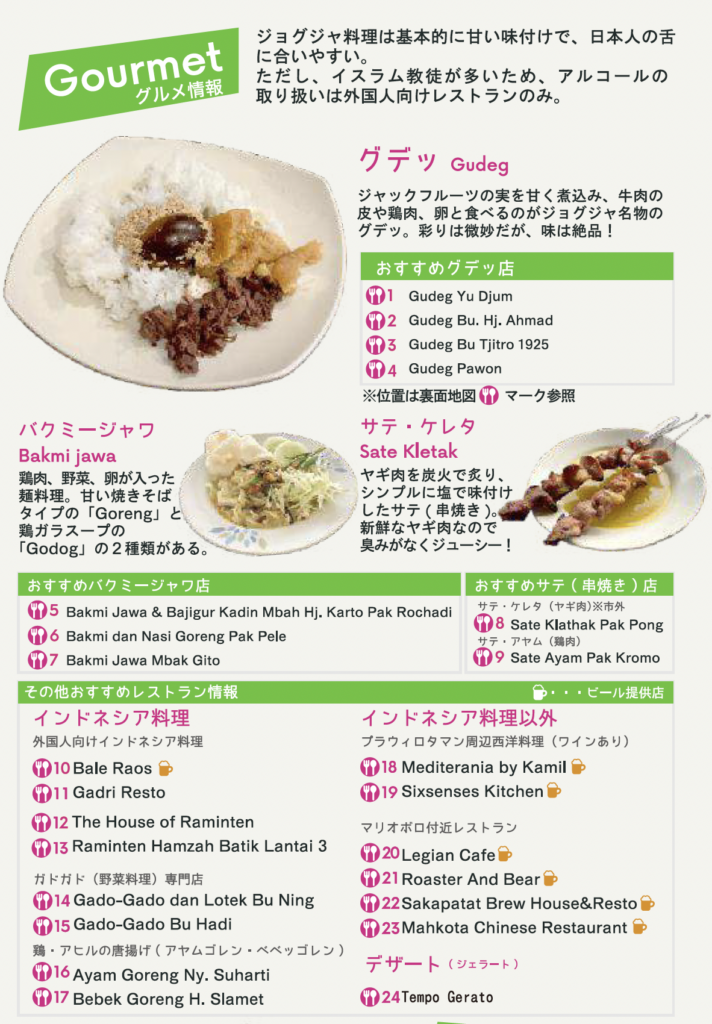 Gourmet
グルメ情報
ジョグジャ料理は基本的に甘い味付けで、日本人の舌
に合いやすい。
ただし、イスラム教徒が多いため、アルコールの
取り扱いは外国人向けレストランのみ。
グデッ Gudeg
ジャックフルーツの実を甘く煮込み、牛肉の
皮や鶏肉、卵と食べるのがジョグジャ名物の
グデッ。彩りは微妙だが、味は絶品！
おすすめグデッ店
1 Gudeg Yu Djum
2 Gudeg Bu. Hj. Ahmad
3 Gudeg Bu Tjitro 1925
4 Gudeg Pawon
※位置は裏面地図 マーク参照
バクミージャワ
Bakmi jawa
鶏肉、野菜、卵が入った
麺料理。甘い焼きそば
タイプの「Goreng」と
鶏ガラスープの
「Godog」の２種類がある。
サテ・ケレタ
Sate Kletak
ヤギ肉を炭火で炙り、
シンプルに塩で味付け
したサテ ( 串焼き )。
新鮮なヤギ肉なので
臭みがなくジューシー！
おすすめバクミージャワ店
5 Bakmi Jawa & Bajigur Kadin Mbah Hj. Karto Pak Rochadi
6 Bakmi dan Nasi Goreng Pak Pele
7 Bakmi Jawa Mbak Gito
おすすめサテ ( 串焼き ) 店
サテ・ケレタ（ヤギ肉)※市外
8 Sate Klathak Pak Pong
サテ・アヤム（鶏肉）
9 Sate Ayam Pak Kromo
その他おすすめレストラン情報
・・・ビール提供店
インドネシア料理
外国人向けインドネシア料理
10 Bale Raos
11 Gadri Resto
12 The House of Raminten
13 Raminten Hamzah Batik Lantai 3
ガドガド（野菜料理）専門店
14 Gado-Gado dan Lotek Bu Ning
15 Gado-Gado Bu Hadi
鶏・アヒルの唐揚げ ( アヤムゴレン・ベベッゴレン )
16 Ayam Goreng Ny. Suharti
17 Bebek Goreng H. Slamet
インドネシア料理以外
プラウィロタマン周辺西洋料理（ワインあり）
18 Mediterania by Kamil
19 Sixsenses Kitchen
マリオボロ付近レストラン
20 Legian Cafe
21 Roaster And Bear
22 Sakapatat Brew House&Resto
23 Mahkota Chinese Restaurant
デザート ( ジェラート )
24 Tempo Gerato